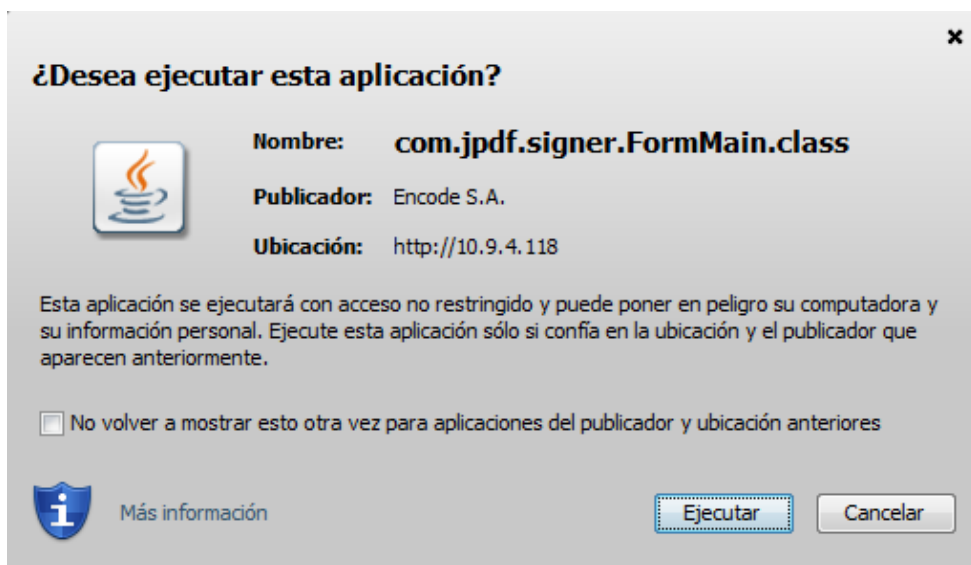 ¿Desea ejecutar esta aplicación?
Nombre: com.jpdf.signer.FormMain.class
Publicador: Encode S.A.
Ubicación: http://10.9.4.118
Esta aplicación se ejecutará con acceso no restringido y puede poner en peligro su computadora y
su información personal. Ejecute esta aplicación sólo si confía en la ubicación y el publicador que
aparecen anteriormente.
No volver a mostrar esto otra vez para aplicaciones del publicador y ubicación anteriores
Más información
Ejecutar
Cancelar